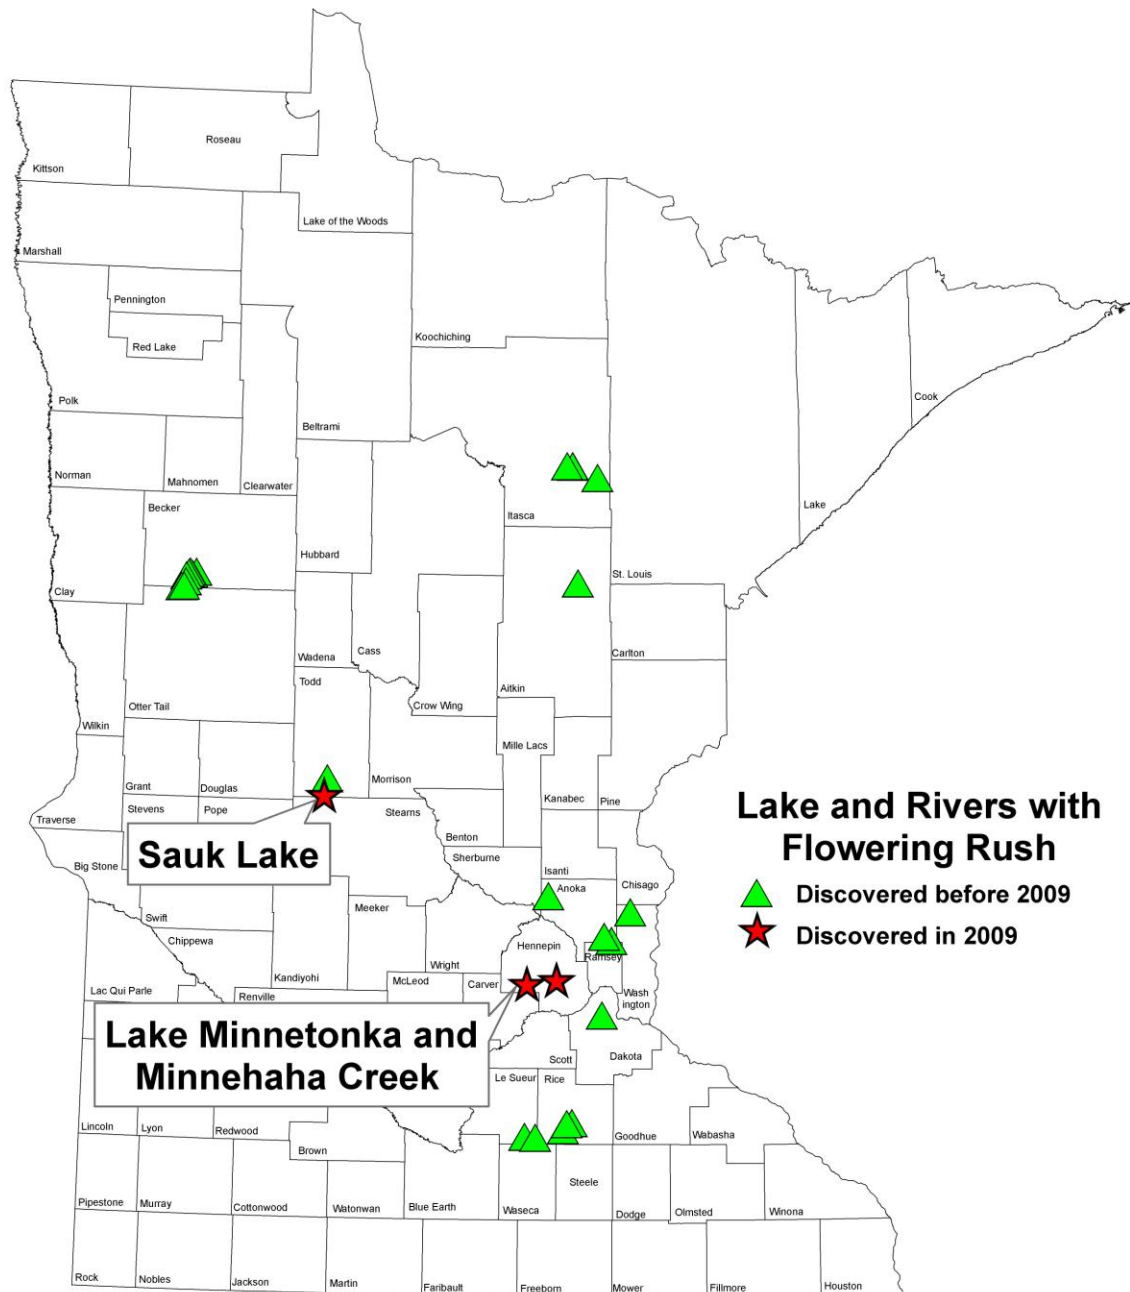 Roseau
Kittson
Lake of the Woods
Marshall
Pennington
Koochiching
Red Lake
Polk
Cook
Beltrami
Norman
Mahnomen
Clearwater
Becker
Lake
Itasca
Hubbard
St. Louis
Clay
Cass
Carlton
Wadena
Todd
Aitkin
Otter Tail
Crow Wing
Wilkin
Mille Lacs
Morrison
Grant
Douglas
Kanabec
Pine
Stevens
Pope
Stearns
Traverse
Benton
Sauk Lake
Sherburne
Big Stone
Isanti
Anoka
Chisago
Lake and Rivers with
Flowering Rush
Discovered before 2009
Discovered in 2009
Meeker
Swift
Chippewa
Hennepin
Ramsey
Wright
Kandiyohi
McLeod
Carver
Lac Qui Parle
Renville
Wash
ington
Lake Minnetonka and
Minnehaha Creek
Scott
Dakota
Le Sueur
Rice
Lincoln
Lyon
Redwood
Goodhue
Wabasha
Brown
Steele
Pipestone
Murray
Cottonwood
Watonwan
Blue Earth
Waseca
Dodge
Olmsted
Winona
Rock
Nobles
Jackson
Martin
Faribault
Freeborn
Mower
Fillmore
Houston